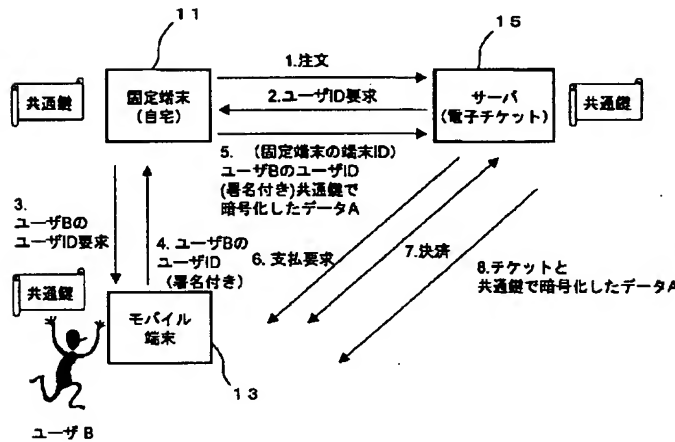 11
15
1.注文
共通鍵
固定端末
(自宅)
2.ユーザID要求
サーバ
(電子チケット)
共通鍵
5. (固定端末の端末ID)
ユーザBのユーザID
(署名付き)共通鍵で
暗号化したデータA
3.
ユーザBの
ユーザID要求
4. ユーザBの
ユーザID
(署名付き)
6. 支払要求
7.決済
8.チケットと
共通鍵で暗号化したデータA
共通鍵
モバイル
端末
13
ユーザB